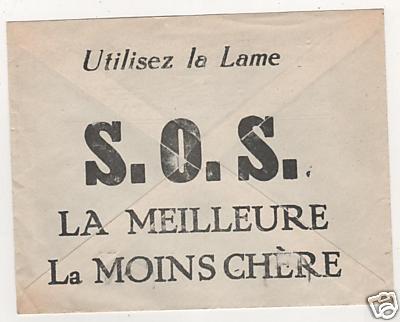 Utilisez la Lame
S.O.S.
LA MEILLEURE
La MOINS CHÈRE